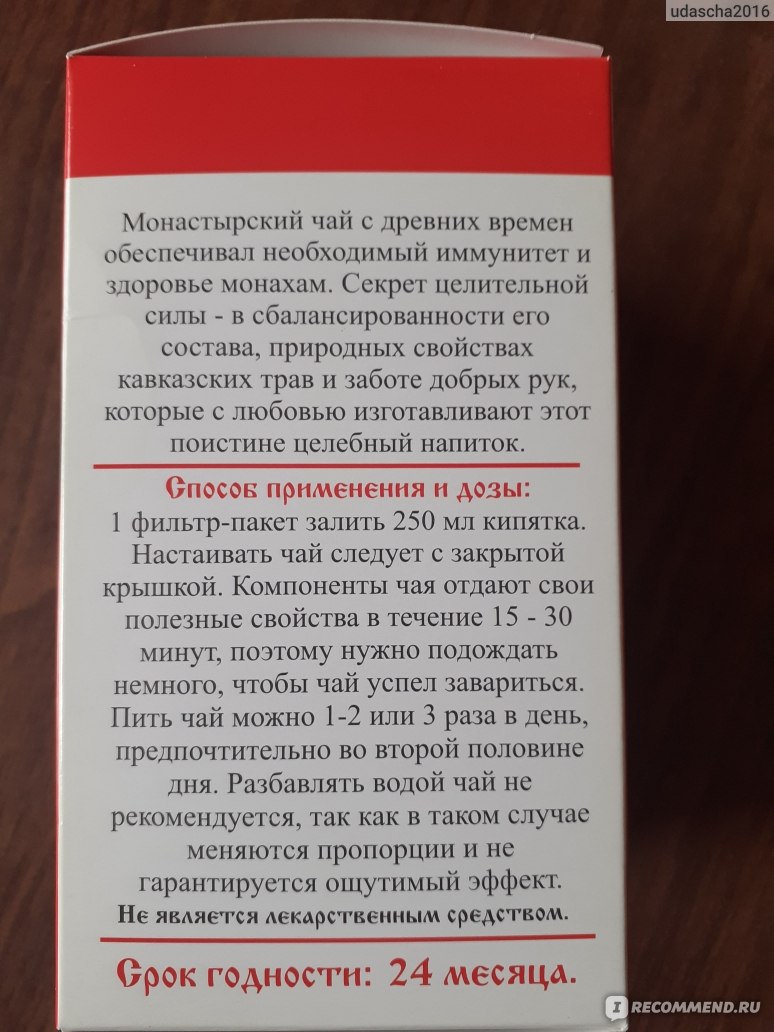 udascha2016
Монастырский чай с древних времен
обеспечивал необходимый иммунитет и
здоровье монахам. Секрет целительной
силы - в сбалансированности его
состава, природных свойствах
кавказских трав и заботе добрых рук,
которые с любовью изготавливают этот
поистине целебный напиток.
Способ применения и дозы:
1 фильтр-пакет залить 250 мл кипятка.
Настаивать чай следует с закрытой
крышкой. Компоненты чая отдают свои
полезные свойства в течение 15 - 30
минут, поэтому нужно подождать
немного, чтобы чай успел завариться.
Пить чай можно 1-2 или 3 раза в день,
предпочтительно во второй половине
дня. Разбавлять водой чай не
рекомендуется, так как в таком случае
меняются пропорции и не
гарантируется ощутимый эффект.
Не является лекарственным средством.
Срок годности: 24 месяца.
I RECOMMEND.RU